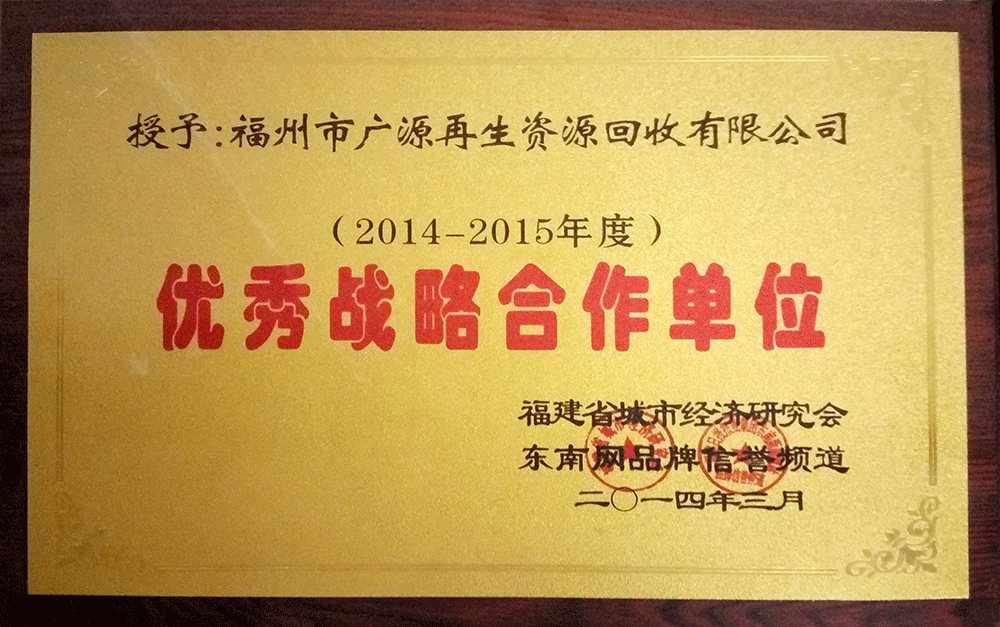 授予:福州市广源再生资源回收有限公司
（2014-2015年度）
优秀战略合作单位
福建省城市经济研究会
东南网品牌信誉频道
二〇一四年三月